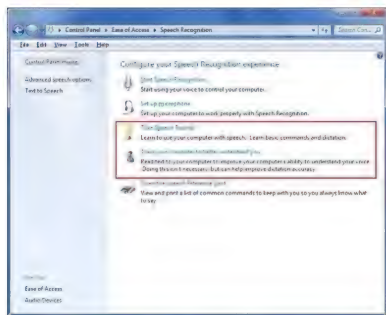 Control Panel ▸ Ease of Access ▸ Speech Recognition
File Edit View Tools Help
Control Panel Home
Advanced speech options
Text to Speech
Configure your Speech Recognition experience
Start Speech Recognition
Start using your voice to control your computer.
Set up microphone
Set up your computer to work properly with Speech Recognition.
Take Speech Tutorial
Learn to use your computer with speech. Learn basic commands and dictation.
Train your computer to better understand you
Read text to your computer to improve your computer's ability to understand your voice.
Doing this isn't necessary, but can help improve dictation accuracy.
Open the Speech Reference Card
View and print a list of common commands to keep with you so you always know what
to say.
See also
Ease of Access
Audio Devices